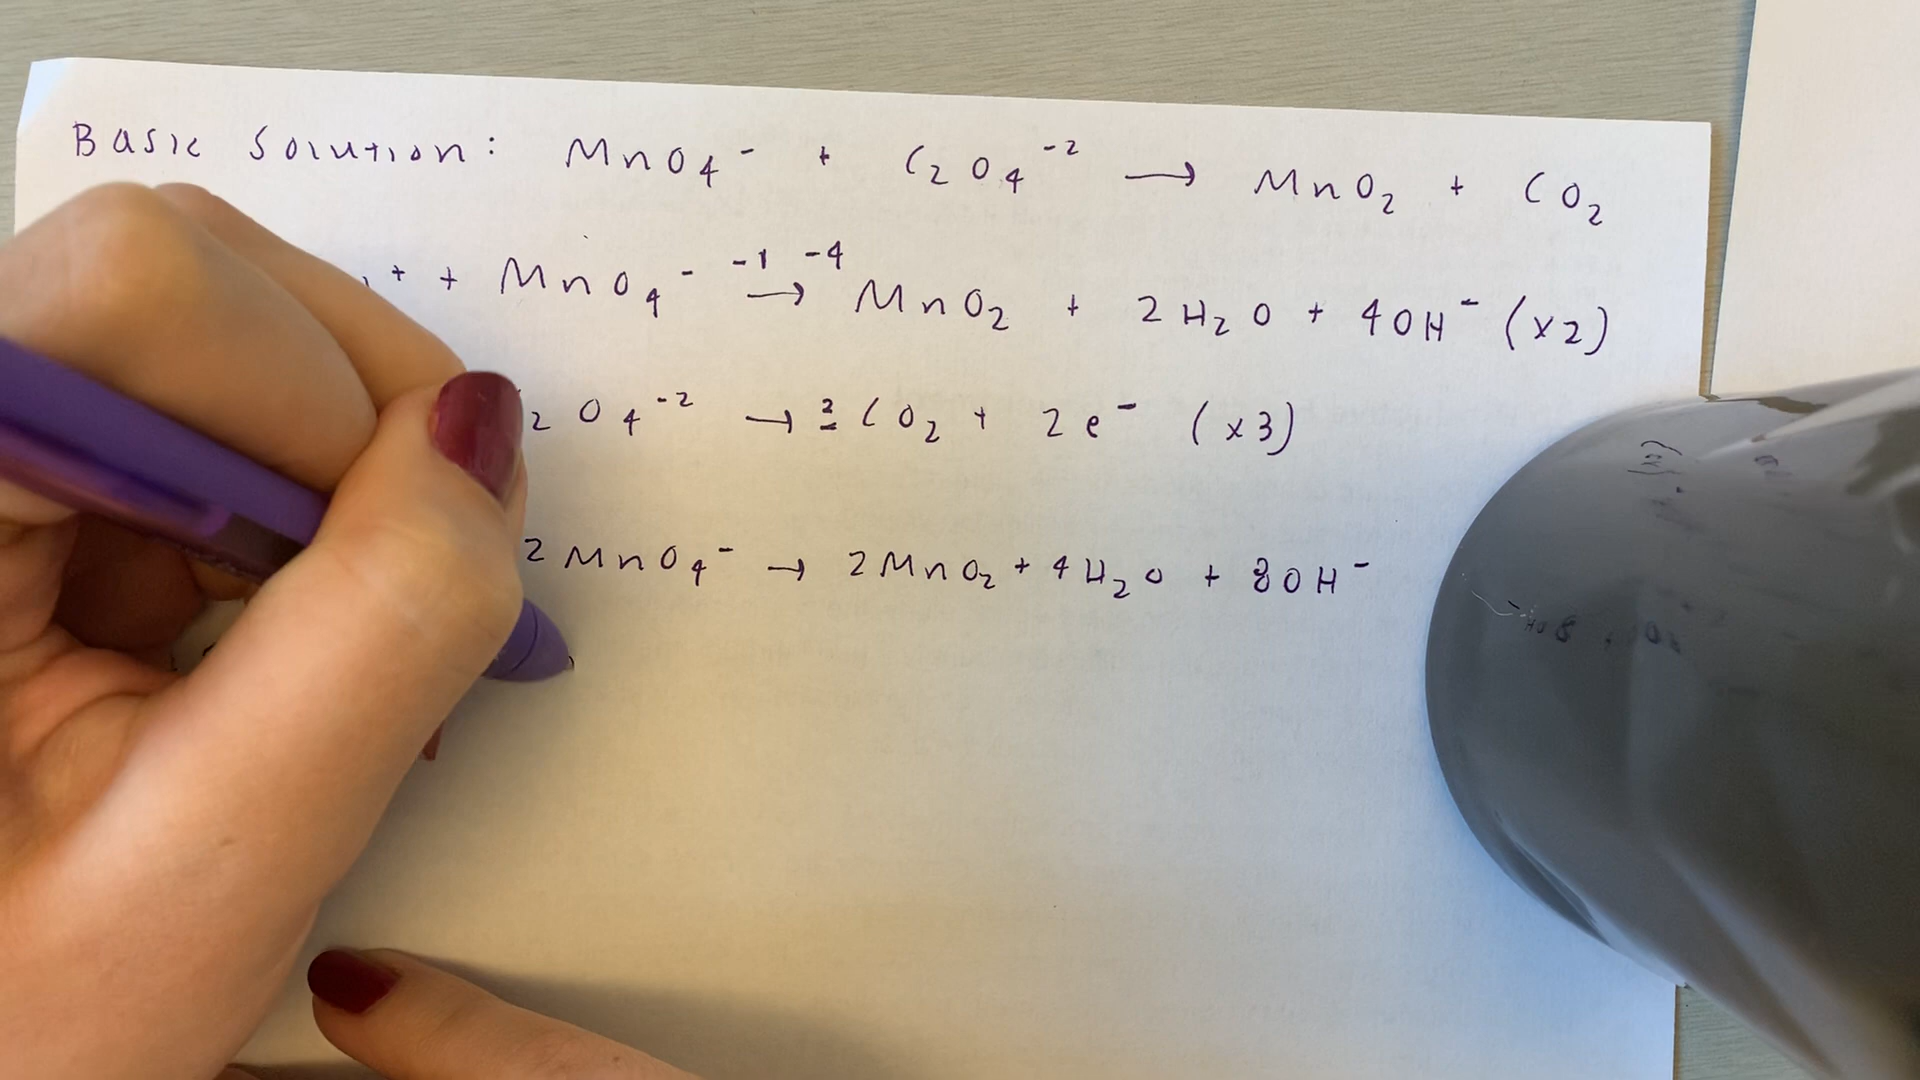 Basic Solution: MnO₄⁻ + C₂O₄⁻² → MnO₂ + CO₂
⁺ + MnO₄⁻ ⁻¹ → ⁻⁴ MnO₂ + 2H₂O + 4OH⁻ (x2)
₂O₄⁻² → 2CO₂ + 2e⁻ (x3)
2MnO₄⁻ → 2MnO₂ + 4H₂O + 8OH⁻